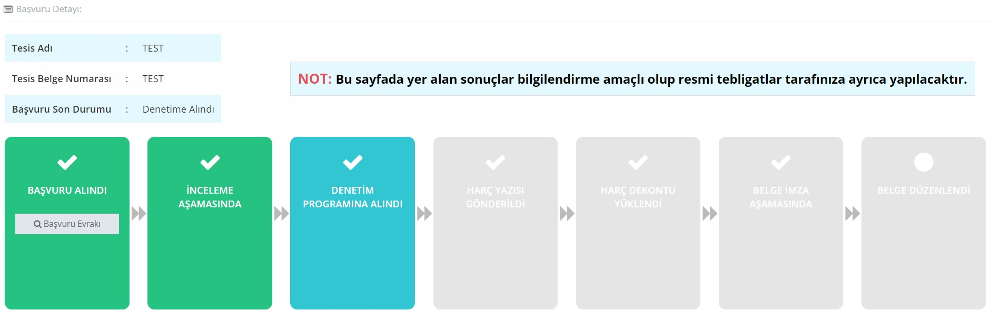 Başvuru Detayı:
Tesis Adı : TEST
Tesis Belge Numarası : TEST
Başvuru Son Durumu : Denetime Alındı
NOT: Bu sayfada yer alan sonuçlar bilgilendirme amaçlı olup resmi tebligatlar tarafınıza ayrıca yapılacaktır.
BAŞVURU ALINDI
Başvuru Evrakı
İNCELEME
AŞAMASINDA
DENETİM
PROGRAMINA ALINDI
HARÇ YAZISI
GÖNDERİLDİ
HARÇ DEKONTU
YÜKLENDİ
BELGE İMZA
AŞAMASINDA
BELGE DÜZENLENDİ